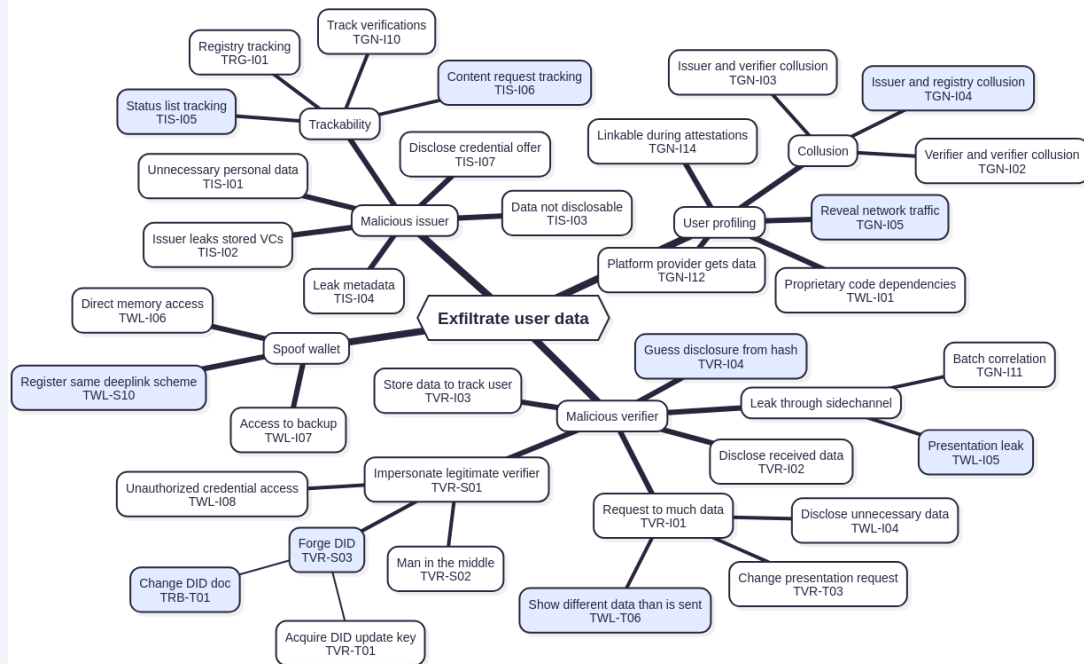 Track verifications
TGN-I10
Registry tracking
TRG-I01
Content request tracking
TIS-I06
Status list tracking
TIS-I05
Trackability
Disclose credential offer
TIS-I07
Unnecessary personal data
TIS-I01
Malicious issuer
Data not disclosable
TIS-I03
Issuer leaks stored VCs
TIS-I02
Leak metadata
TIS-I04
Issuer and verifier collusion
TGN-I03
Issuer and registry collusion
TGN-I04
Linkable during attestations
TGN-I14
Collusion
Verifier and verifier collusion
TGN-I02
User profiling
Reveal network traffic
TGN-I05
Platform provider gets data
TGN-I12
Proprietary code dependencies
TWL-I01
Exfiltrate user data
Direct memory access
TWL-I06
Spoof wallet
Register same deeplink scheme
TWL-S10
Access to backup
TWL-I07
Guess disclosure from hash
TVR-I04
Batch correlation
TGN-I11
Store data to track user
TVR-I03
Malicious verifier
Leak through sidechannel
Presentation leak
TWL-I05
Disclose received data
TVR-I02
Impersonate legitimate verifier
TVR-S01
Unauthorized credential access
TWL-I08
Request to much data
TVR-I01
Disclose unnecessary data
TWL-I04
Forge DID
TVR-S03
Man in the middle
TVR-S02
Change presentation request
TVR-T03
Change DID doc
TRB-T01
Show different data than is sent
TWL-T06
Acquire DID update key
TVR-T01